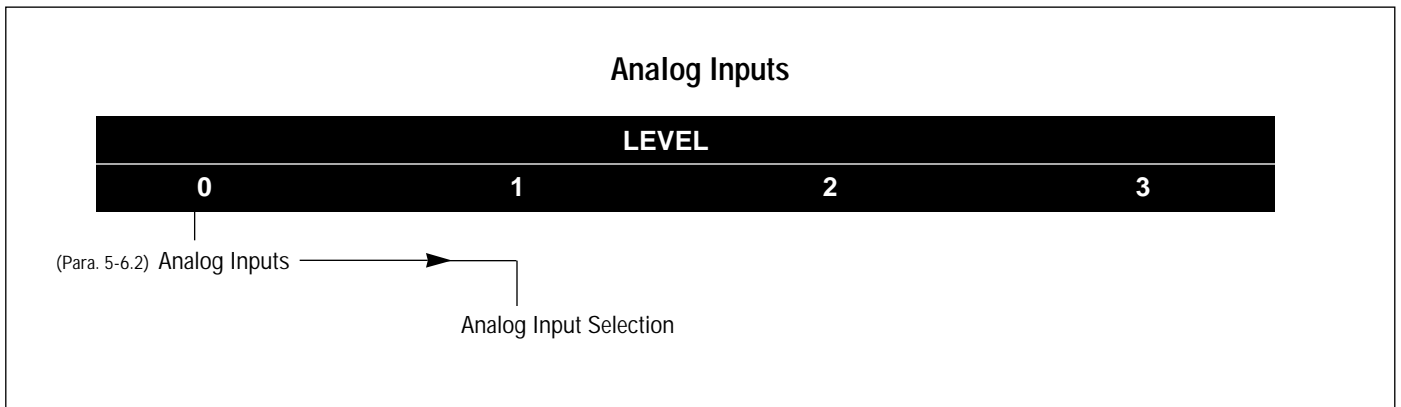 Analog Inputs
LEVEL
0 1 2 3
(Para. 5-6.2) Analog Inputs
Analog Input Selection